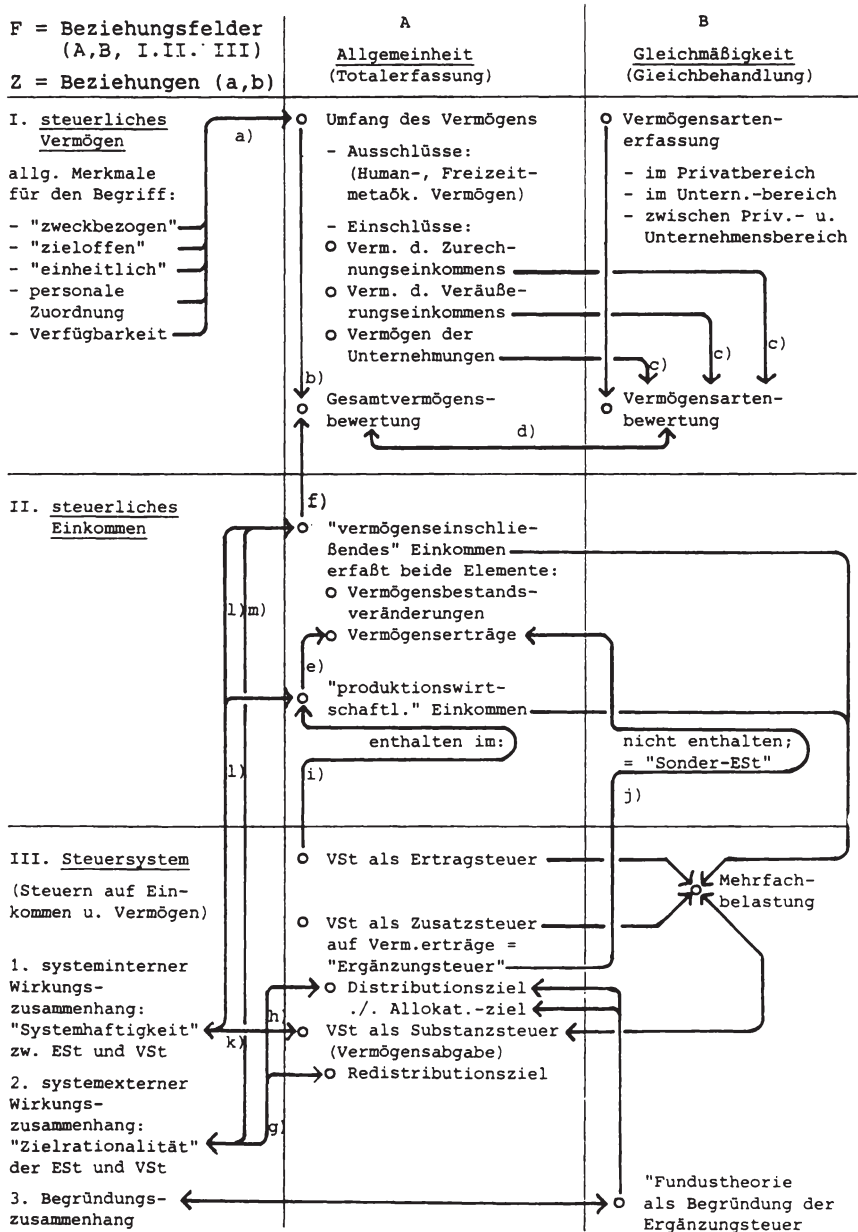 F = Beziehungsfelder
(A,B, I.II. III)
Z = Beziehungen (a,b)
A
Allgemeinheit
(Totalerfassung)
B
Gleichmäßigkeit
(Gleichbehandlung)
I. steuerliches
Vermögen
allg. Merkmale
für den Begriff:
- "zweckbezogen"
- "zieloffen"
- "einheitlich"
- personale
Zuordnung
- Verfügbarkeit
a)
Umfang des Vermögens
- Ausschlüsse:
(Human-, Freizeit-
metaök. Vermögen)
- Einschlüsse:
Verm. d. Zurech-
nungseinkommens
Verm. d. Veräuße-
rungseinkommens
Vermögen der
Unternehmungen
b)
Gesamtvermögens-
bewertung
Vermögensarten-
erfassung
- im Privatbereich
- im Untern.-bereich
- zwischen Priv.- u.
Unternehmensbereich
c)
c)
c)
Vermögensarten-
bewertung
d)
II. steuerliches
Einkommen
f)
"vermögenseinschlie-
ßendes" Einkommen
erfaßt beide Elemente:
Vermögensbestands-
veränderungen
Vermögenserträge
l)
m)
e)
"produktionswirt-
schaftl." Einkommen
enthalten im:
nicht enthalten;
= "Sonder-ESt"
l)
i)
j)
III. Steuersystem
(Steuern auf Ein-
kommen u. Vermögen)
1. systeminterner
Wirkungs-
zusammenhang:
"Systemhaftigkeit"
zw. ESt und VSt
2. systemexterner
Wirkungs-
zusammenhang:
"Zielrationalität"
der ESt und VSt
3. Begründungs-
zusammenhang
VSt als Ertragsteuer
VSt als Zusatzsteuer
auf Verm.erträge =
"Ergänzungsteuer"
Distributionsziel
./. Allokat.-ziel
h)
VSt als Substanzsteuer
(Vermögensabgabe)
k)
Redistributionsziel
g)
Mehrfach-
belastung
"Fundustheorie
als Begründung der
Ergänzungsteuer